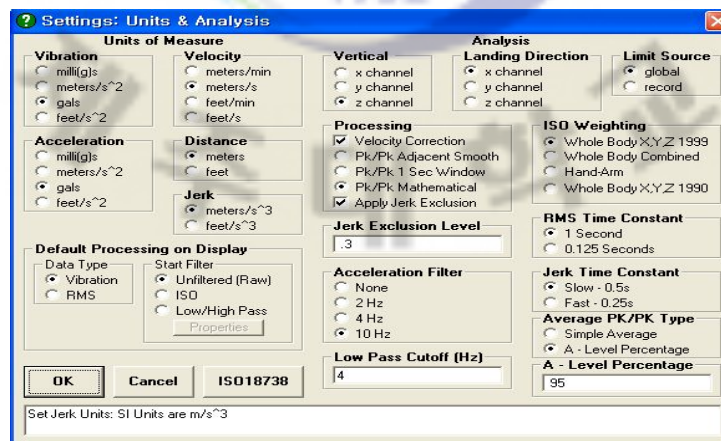 Settings: Units & Analysis
Units of Measure
Vibration
milli(g)s
meters/s^2
gals
feet/s^2
Velocity
meters/min
meters/s
feet/min
feet/s
Acceleration
milli(g)s
meters/s^2
gals
feet/s^2
Distance
meters
feet
Jerk
meters/s^3
feet/s^3
Default Processing on Display
Data Type
Vibration
RMS
Start Filter
Unfiltered (Raw)
ISO
Low/High Pass
Properties
OK
Cancel
ISO18738
Analysis
Vertical
x channel
y channel
z channel
Landing Direction
x channel
y channel
z channel
Limit Source
global
record
Processing
Velocity Correction
Pk/Pk Adjacent Smooth
Pk/Pk 1 Sec Window
Pk/Pk Mathematical
Apply Jerk Exclusion
ISO Weighting
Whole Body X,Y,Z 1999
Whole Body Combined
Hand-Arm
Whole Body X,Y,Z 1990
Jerk Exclusion Level
.3
RMS Time Constant
1 Second
0.125 Seconds
Acceleration Filter
None
2 Hz
4 Hz
10 Hz
Jerk Time Constant
Slow - 0.5s
Fast - 0.25s
Average PK/PK Type
Simple Average
A - Level Percentage
Low Pass Cutoff (Hz)
4
A - Level Percentage
95
Set Jerk Units: SI Units are m/s^3